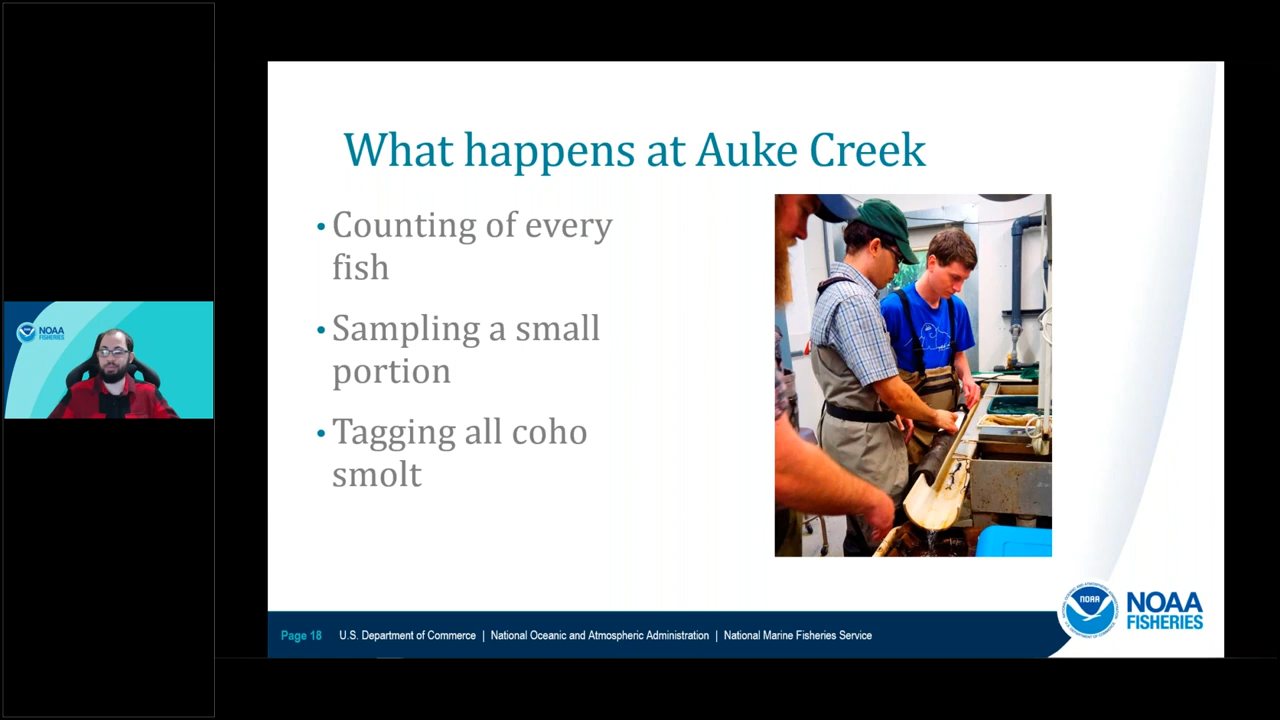 NOAA
FISHERIES
What happens at Auke Creek
• Counting of every
fish
• Sampling a small
portion
• Tagging all coho
smolt
NOAA
NOAA
FISHERIES
Page 18 U.S. Department of Commerce | National Oceanic and Atmospheric Administration | National Marine Fisheries Service